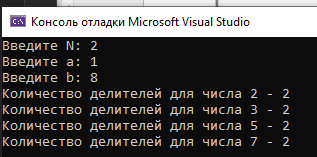 Консоль отладки Microsoft Visual Studio
Введите N: 2
Введите a: 1
Введите b: 8
Количество делителей для числа 2 - 2
Количество делителей для числа 3 - 2
Количество делителей для числа 5 - 2
Количество делителей для числа 7 - 2